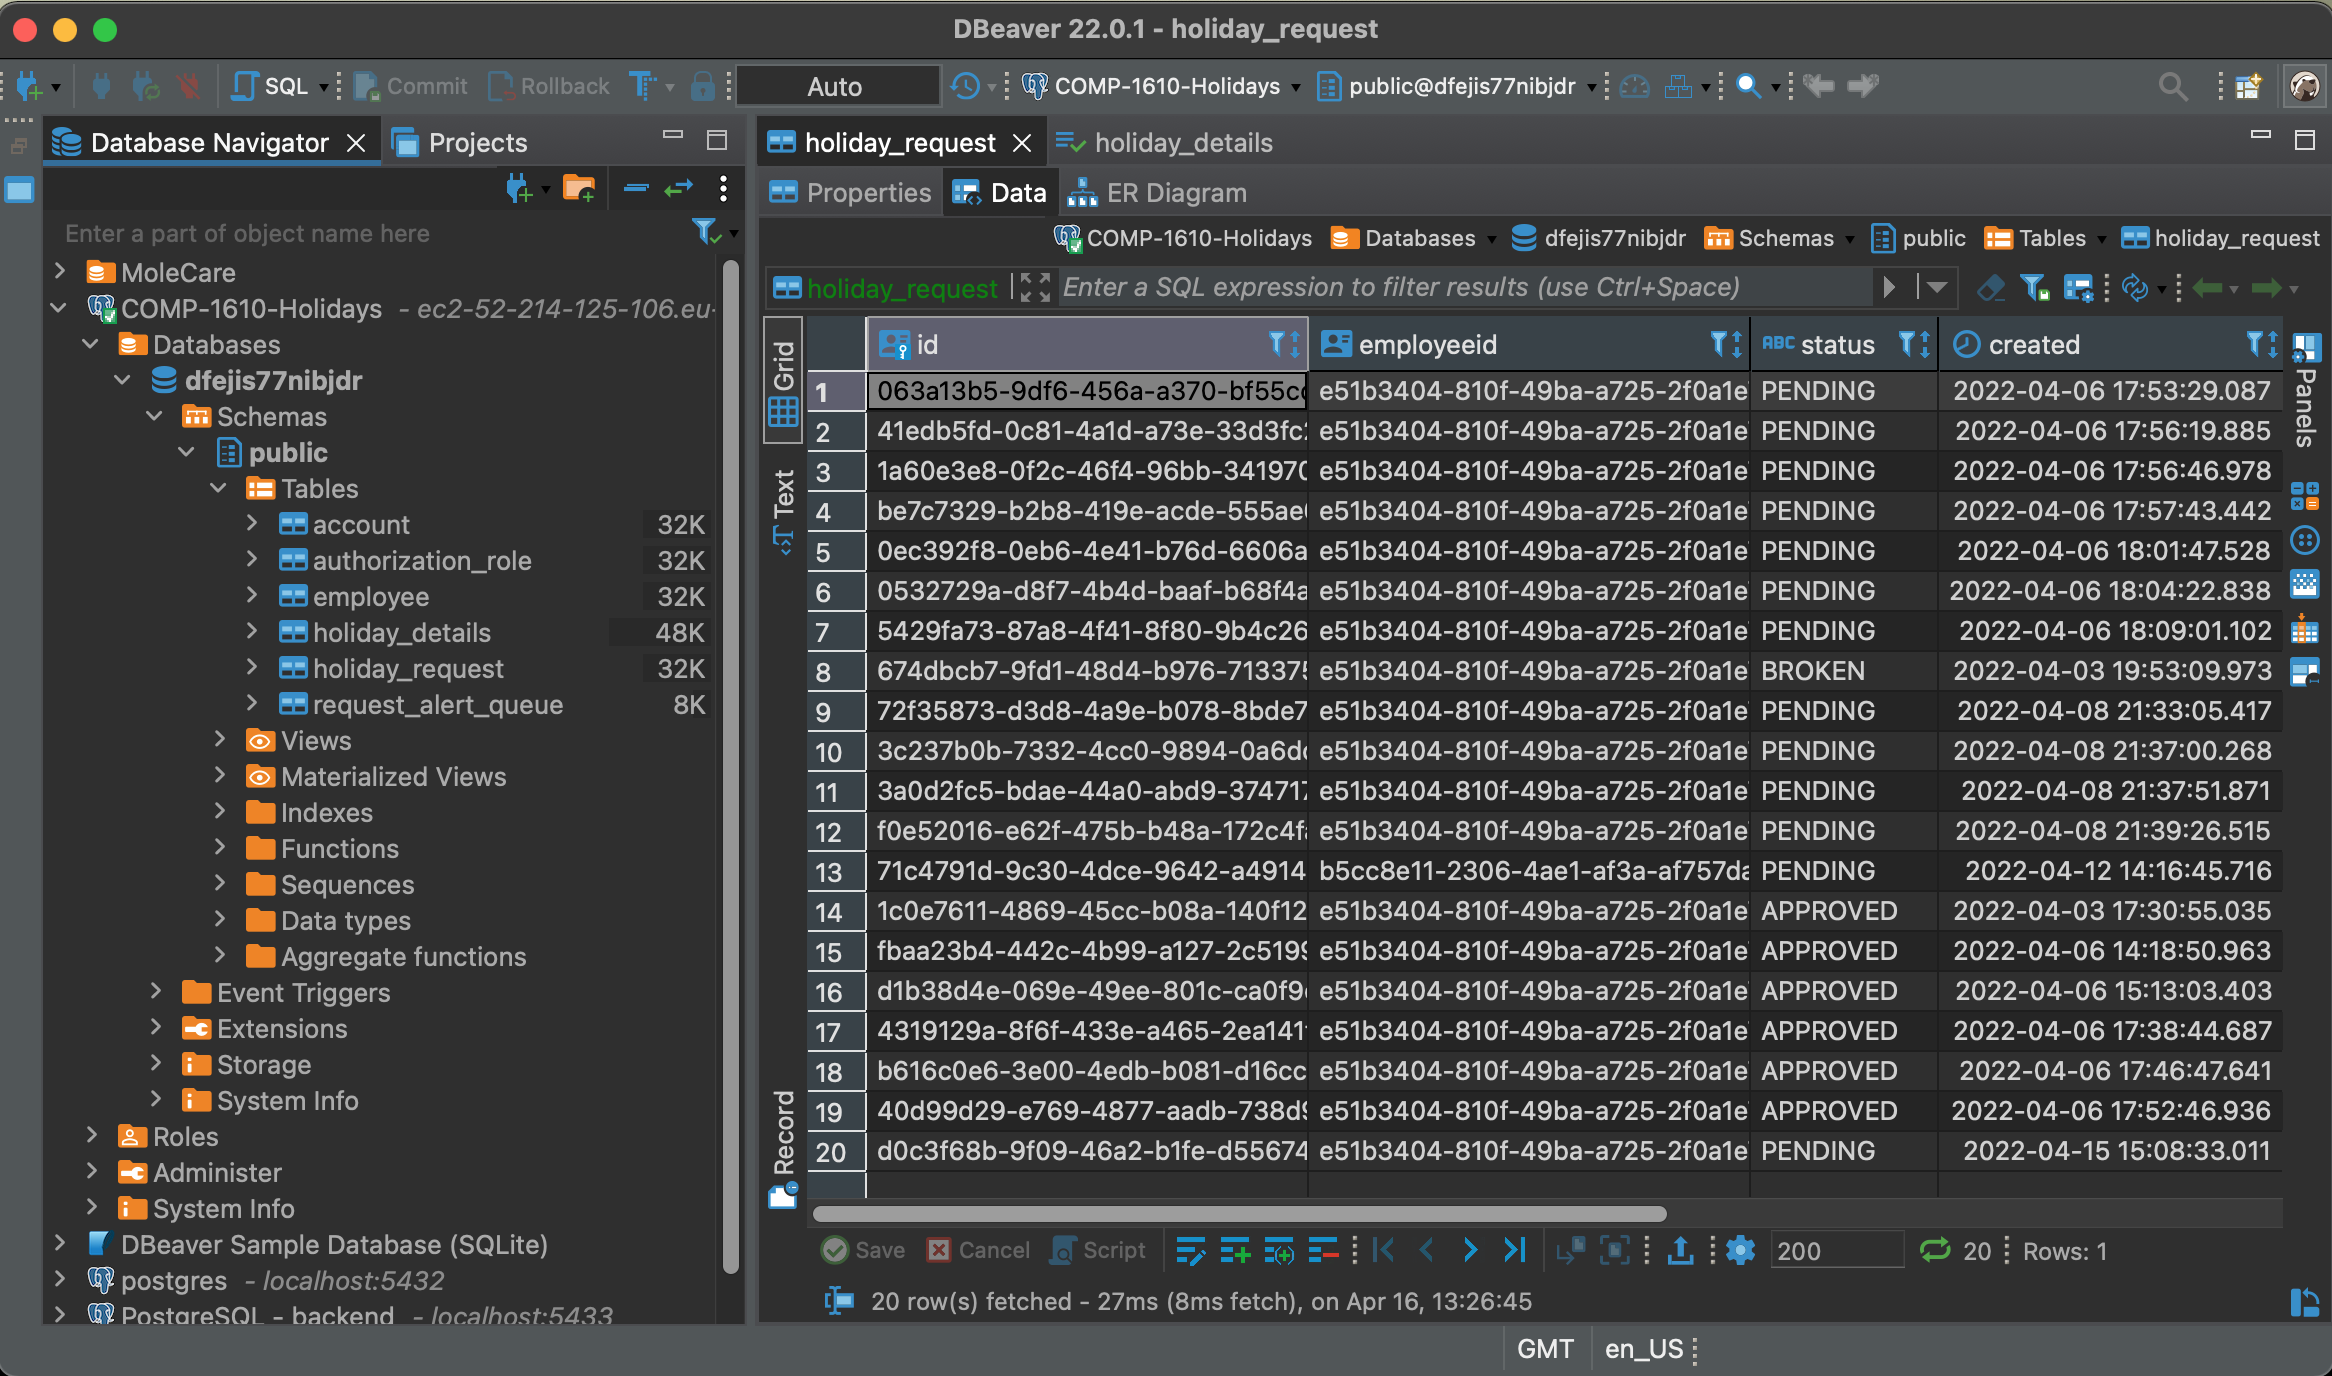 DBeaver 22.0.1 - holiday_request
SQL Commit Rollback Auto COMP-1610-Holidays public@dfejis77nibjdr
Database Navigator Projects
holiday_request holiday_details
Properties Data ER Diagram
Enter a part of object name here
COMP-1610-Holidays Databases dfejis77nibjdr Schemas public Tables holiday_request
holiday_request Enter a SQL expression to filter results (use Ctrl+Space)
MoleCare
COMP-1610-Holidays - ec2-52-214-125-106.eu-
Databases
dfejis77nibjdr
Schemas
public
Tables
account 32K
authorization_role 32K
employee 32K
holiday_details 48K
holiday_request 32K
request_alert_queue 8K
Views
Materialized Views
Indexes
Functions
Sequences
Data types
Aggregate functions
Event Triggers
Extensions
Storage
System Info
Roles
Administer
System Info
DBeaver Sample Database (SQLite)
postgres - localhost:5432
PostgreSQL - backend - localhost:5433
Grid
Text
Record
id employeeid ABC status created
1 063a13b5-9df6-456a-a370-bf55c e51b3404-810f-49ba-a725-2f0a1e PENDING 2022-04-06 17:53:29.087
2 41edb5fd-0c81-4a1d-a73e-33d3fc e51b3404-810f-49ba-a725-2f0a1e PENDING 2022-04-06 17:56:19.885
3 1a60e3e8-0f2c-46f4-96bb-341970 e51b3404-810f-49ba-a725-2f0a1e PENDING 2022-04-06 17:56:46.978
4 be7c7329-b2b8-419e-acde-555ae e51b3404-810f-49ba-a725-2f0a1e PENDING 2022-04-06 17:57:43.442
5 0ec392f8-0eb6-4e41-b76d-6606a e51b3404-810f-49ba-a725-2f0a1e PENDING 2022-04-06 18:01:47.528
6 0532729a-d8f7-4b4d-baaf-b68f4a e51b3404-810f-49ba-a725-2f0a1e PENDING 2022-04-06 18:04:22.838
7 5429fa73-87a8-4f41-8f80-9b4c26 e51b3404-810f-49ba-a725-2f0a1e PENDING 2022-04-06 18:09:01.102
8 674dbcb7-9fd1-48d4-b976-713375 e51b3404-810f-49ba-a725-2f0a1e BROKEN 2022-04-03 19:53:09.973
9 72f35873-d3d8-4a9e-b078-8bde7 e51b3404-810f-49ba-a725-2f0a1e PENDING 2022-04-08 21:33:05.417
10 3c237b0b-7332-4cc0-9894-0a6d e51b3404-810f-49ba-a725-2f0a1e PENDING 2022-04-08 21:37:00.268
11 3a0d2fc5-bdae-44a0-abd9-374717 e51b3404-810f-49ba-a725-2f0a1e PENDING 2022-04-08 21:37:51.871
12 f0e52016-e62f-475b-b48a-172c4f e51b3404-810f-49ba-a725-2f0a1e PENDING 2022-04-08 21:39:26.515
13 71c4791d-9c30-4dce-9642-a4914 b5cc8e11-2306-4ae1-af3a-af757da PENDING 2022-04-12 14:16:45.716
14 1c0e7611-4869-45cc-b08a-140f12 e51b3404-810f-49ba-a725-2f0a1e APPROVED 2022-04-03 17:30:55.035
15 fbaa23b4-442c-4b99-a127-2c5199 e51b3404-810f-49ba-a725-2f0a1e APPROVED 2022-04-06 14:18:50.963
16 d1b38d4e-069e-49ee-801c-ca0f9 e51b3404-810f-49ba-a725-2f0a1e APPROVED 2022-04-06 15:13:03.403
17 4319129a-8f6f-433e-a465-2ea141 e51b3404-810f-49ba-a725-2f0a1e APPROVED 2022-04-06 17:38:44.687
18 b616c0e6-3e00-4edb-b081-d16cc e51b3404-810f-49ba-a725-2f0a1e APPROVED 2022-04-06 17:46:47.641
19 40d99d29-e769-4877-aadb-738d9 e51b3404-810f-49ba-a725-2f0a1e APPROVED 2022-04-06 17:52:46.936
20 d0c3f68b-9f09-46a2-b1fe-d55674 e51b3404-810f-49ba-a725-2f0a1e PENDING 2022-04-15 15:08:33.011
Panels
Save Cancel Script 200 20 Rows: 1
20 row(s) fetched - 27ms (8ms fetch), on Apr 16, 13:26:45
GMT en_US